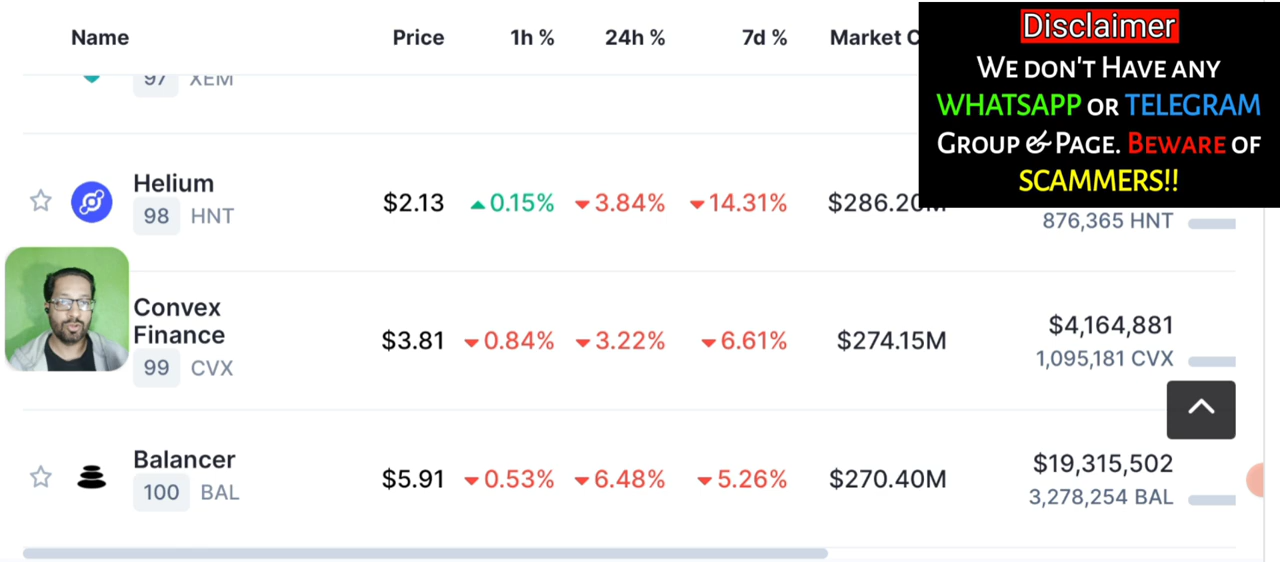 Name Price 1h % 24h % 7d % Market C
Disclaimer
WE DON'T HAVE ANY
WHATSAPP OR TELEGRAM
GROUP & PAGE. BEWARE OF
SCAMMERS!!
97 XEM
Helium
98 HNT
$2.13 0.15% 3.84% 14.31% $286.20M
876,365 HNT
Convex
Finance
99 CVX
$3.81 0.84% 3.22% 6.61% $274.15M
$4,164,881
1,095,181 CVX
Balancer
100 BAL
$5.91 0.53% 6.48% 5.26% $270.40M
$19,315,502
3,278,254 BAL